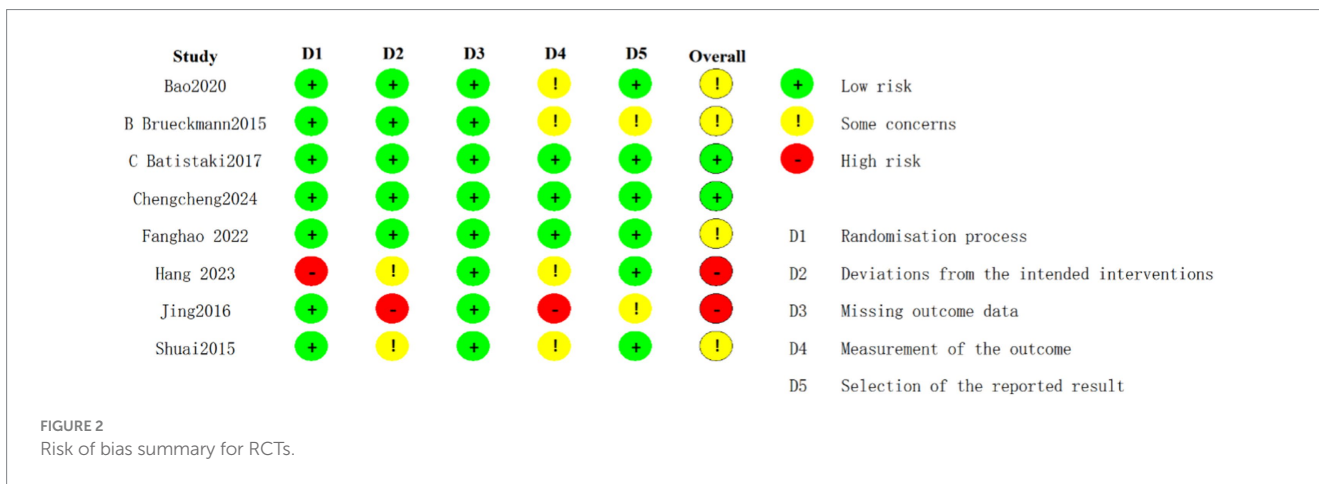 Study D1 D2 D3 D4 D5 Overall
Bao2020 + + + ! + ! + Low risk
B Brueckmann2015 + + + ! ! ! ! Some concerns
C Batistaki2017 + + + + + + - High risk
Chengcheng2024 + + + + + +
Fanghao 2022 + + + + + ! D1 Randomisation process
Hang 2023 - ! + ! + - D2 Deviations from the intended interventions
Jing2016 + - + - ! - D3 Missing outcome data
Shuai2015 + ! + ! + ! D4 Measurement of the outcome
D5 Selection of the reported result
FIGURE 2
Risk of bias summary for RCTs.